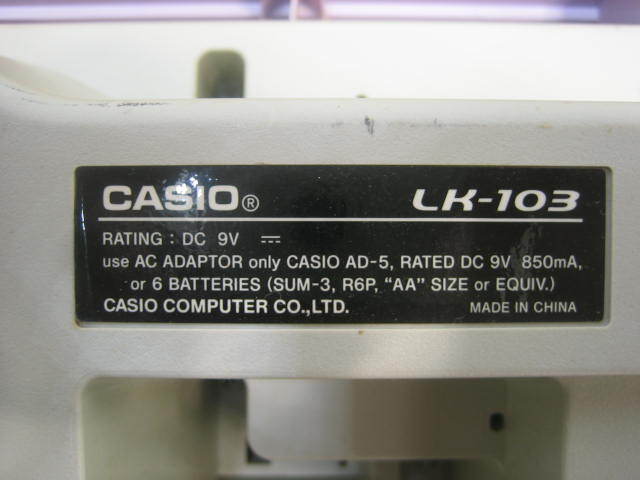 CASIO® LK-103
RATING : DC 9V ⎓
use AC ADAPTOR only CASIO AD-5, RATED DC 9V 850mA,
or 6 BATTERIES (SUM-3, R6P, “AA” SIZE or EQUIV.)
CASIO COMPUTER CO.,LTD. MADE IN CHINA